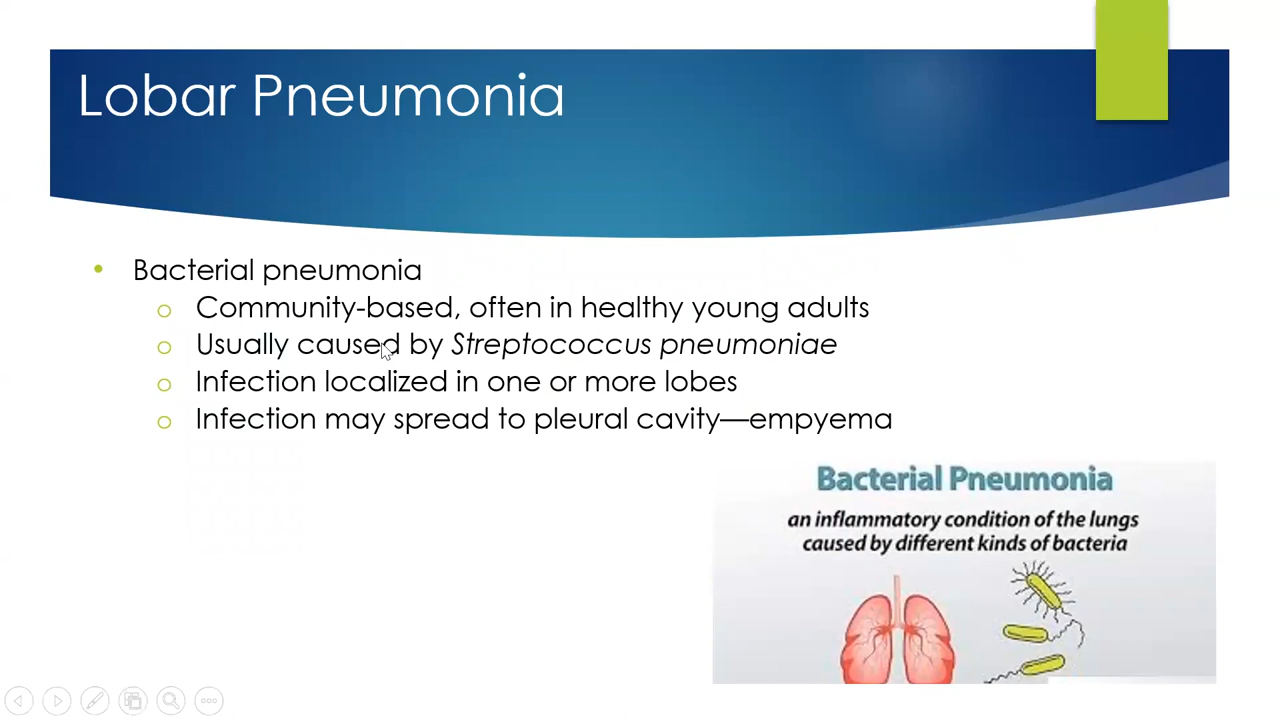 Lobar Pneumonia
• Bacterial pneumonia
o Community-based, often in healthy young adults
o Usually caused by Streptococcus pneumoniae
o Infection localized in one or more lobes
o Infection may spread to pleural cavity—empyema
Bacterial Pneumonia
an inflammatory condition of the lungs
caused by different kinds of bacteria